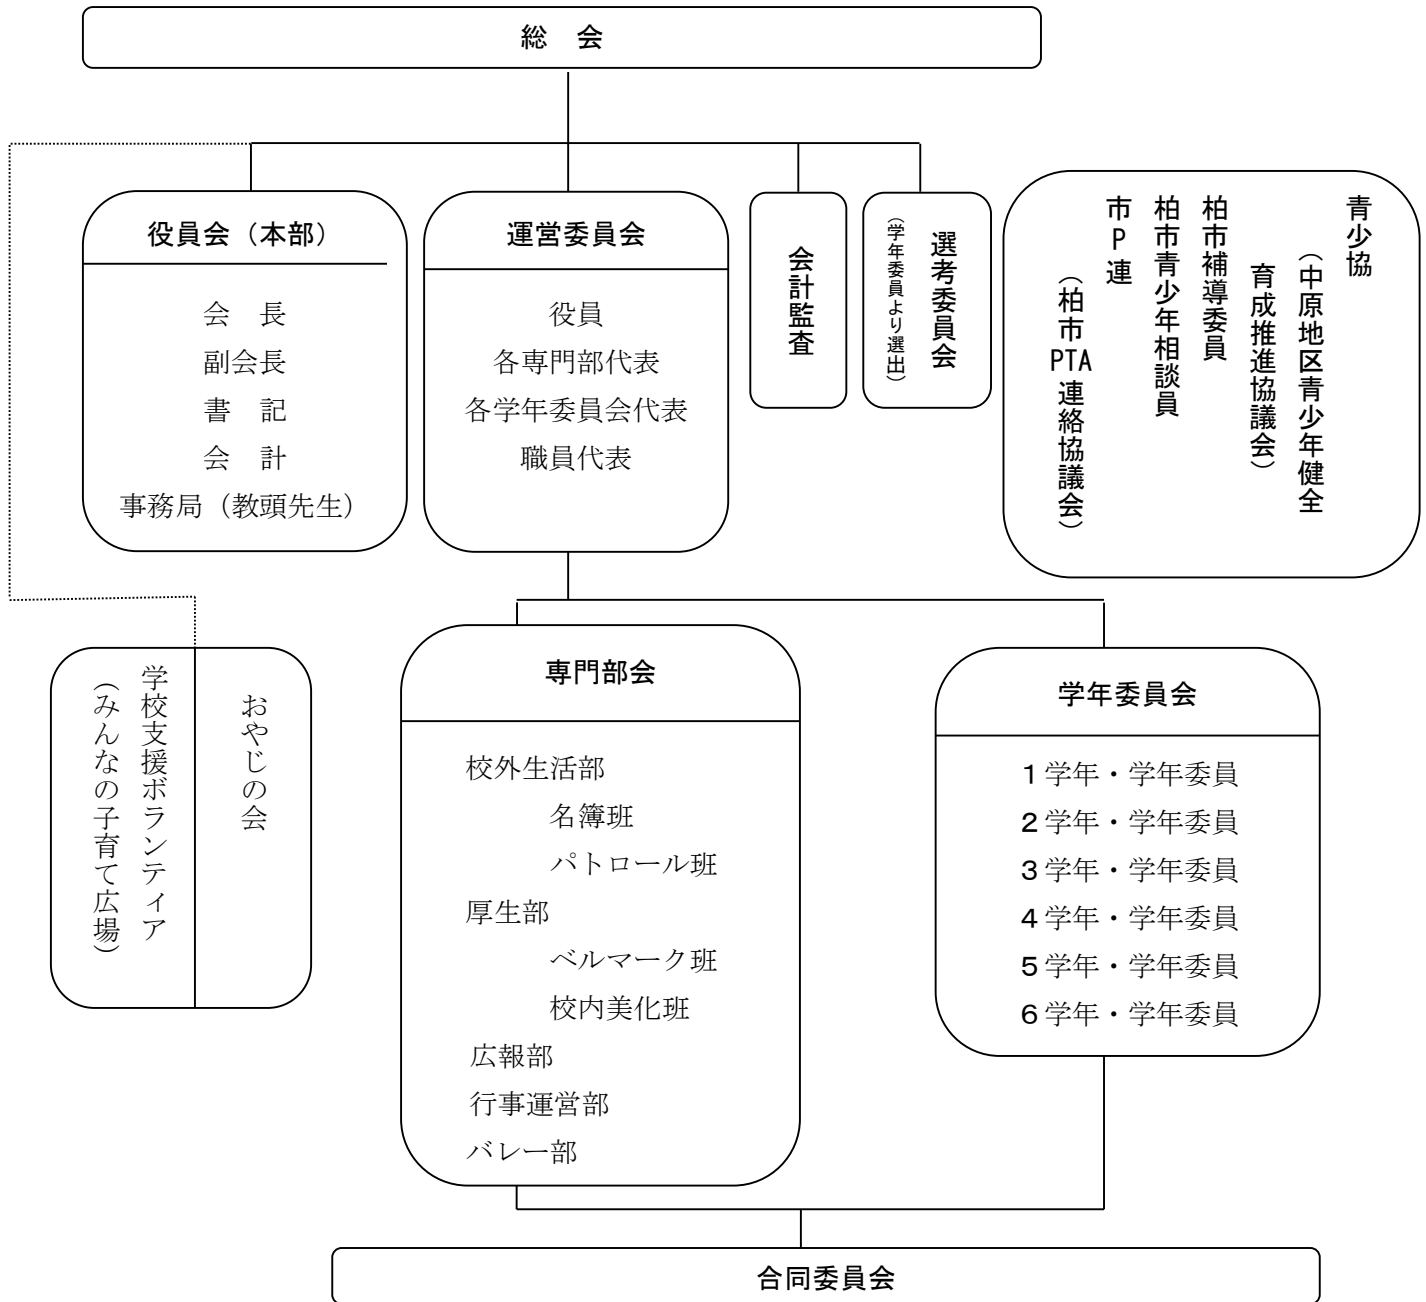 総　会
役員会（本部）
会　長
副会長
書　記
会　計
事務局（教頭先生）
運営委員会
役員
各専門部代表
各学年委員会代表
職員代表
会計監査
選考委員会
（学年委員より選出）
青少協
（中原地区青少年健全
育成推進協議会）
柏市補導委員
柏市青少年相談員
市P連
（柏市PTA連絡協議会）
おやじの会
学校支援ボランティア
（みんなの子育て広場）
専門部会
校外生活部
名簿班
パトロール班
厚生部
ベルマーク班
校内美化班
広報部
行事運営部
バレー部
学年委員会
1学年・学年委員
2学年・学年委員
3学年・学年委員
4学年・学年委員
5学年・学年委員
6学年・学年委員
合同委員会